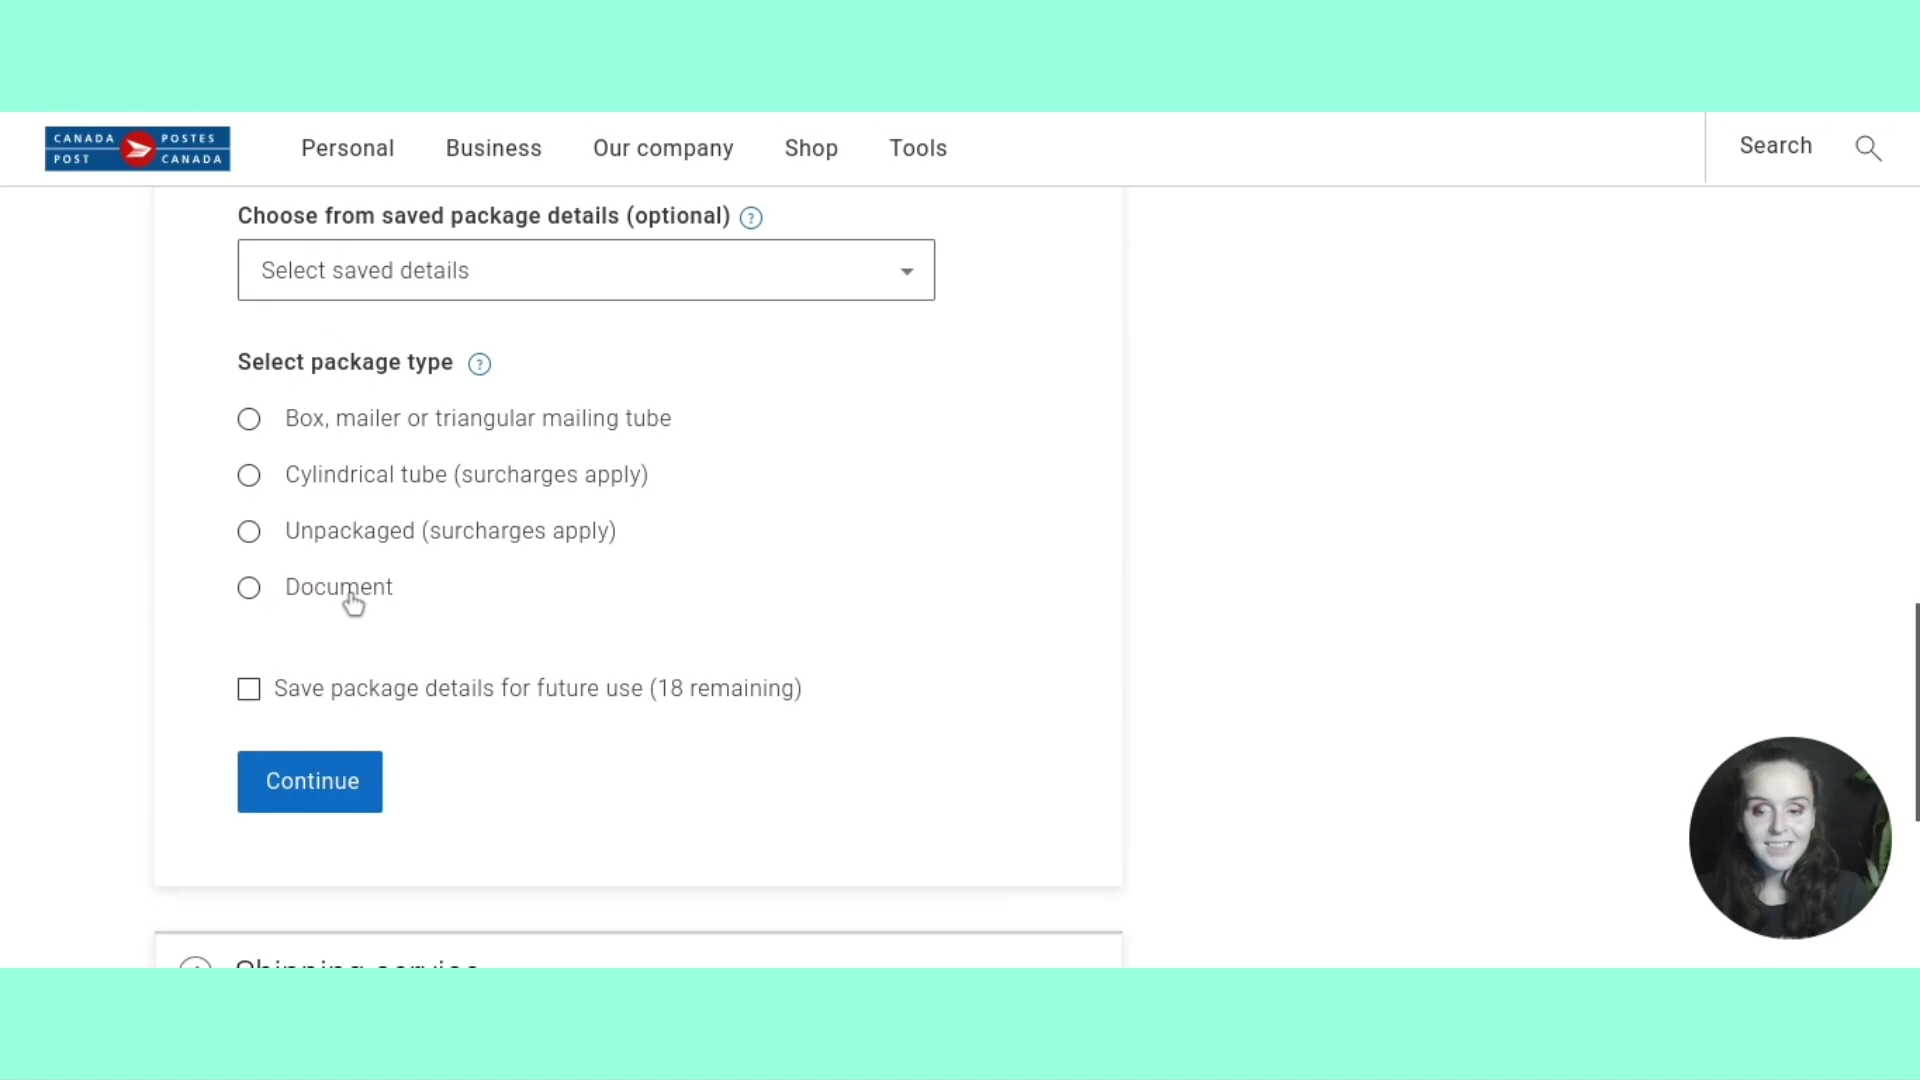 CANADA POSTES
POST CANADA
Personal Business Our company Shop Tools
Search
Choose from saved package details (optional) ?
Select saved details
Select package type ?
Box, mailer or triangular mailing tube
Cylindrical tube (surcharges apply)
Unpackaged (surcharges apply)
Document
Save package details for future use (18 remaining)
Continue
Shipping service